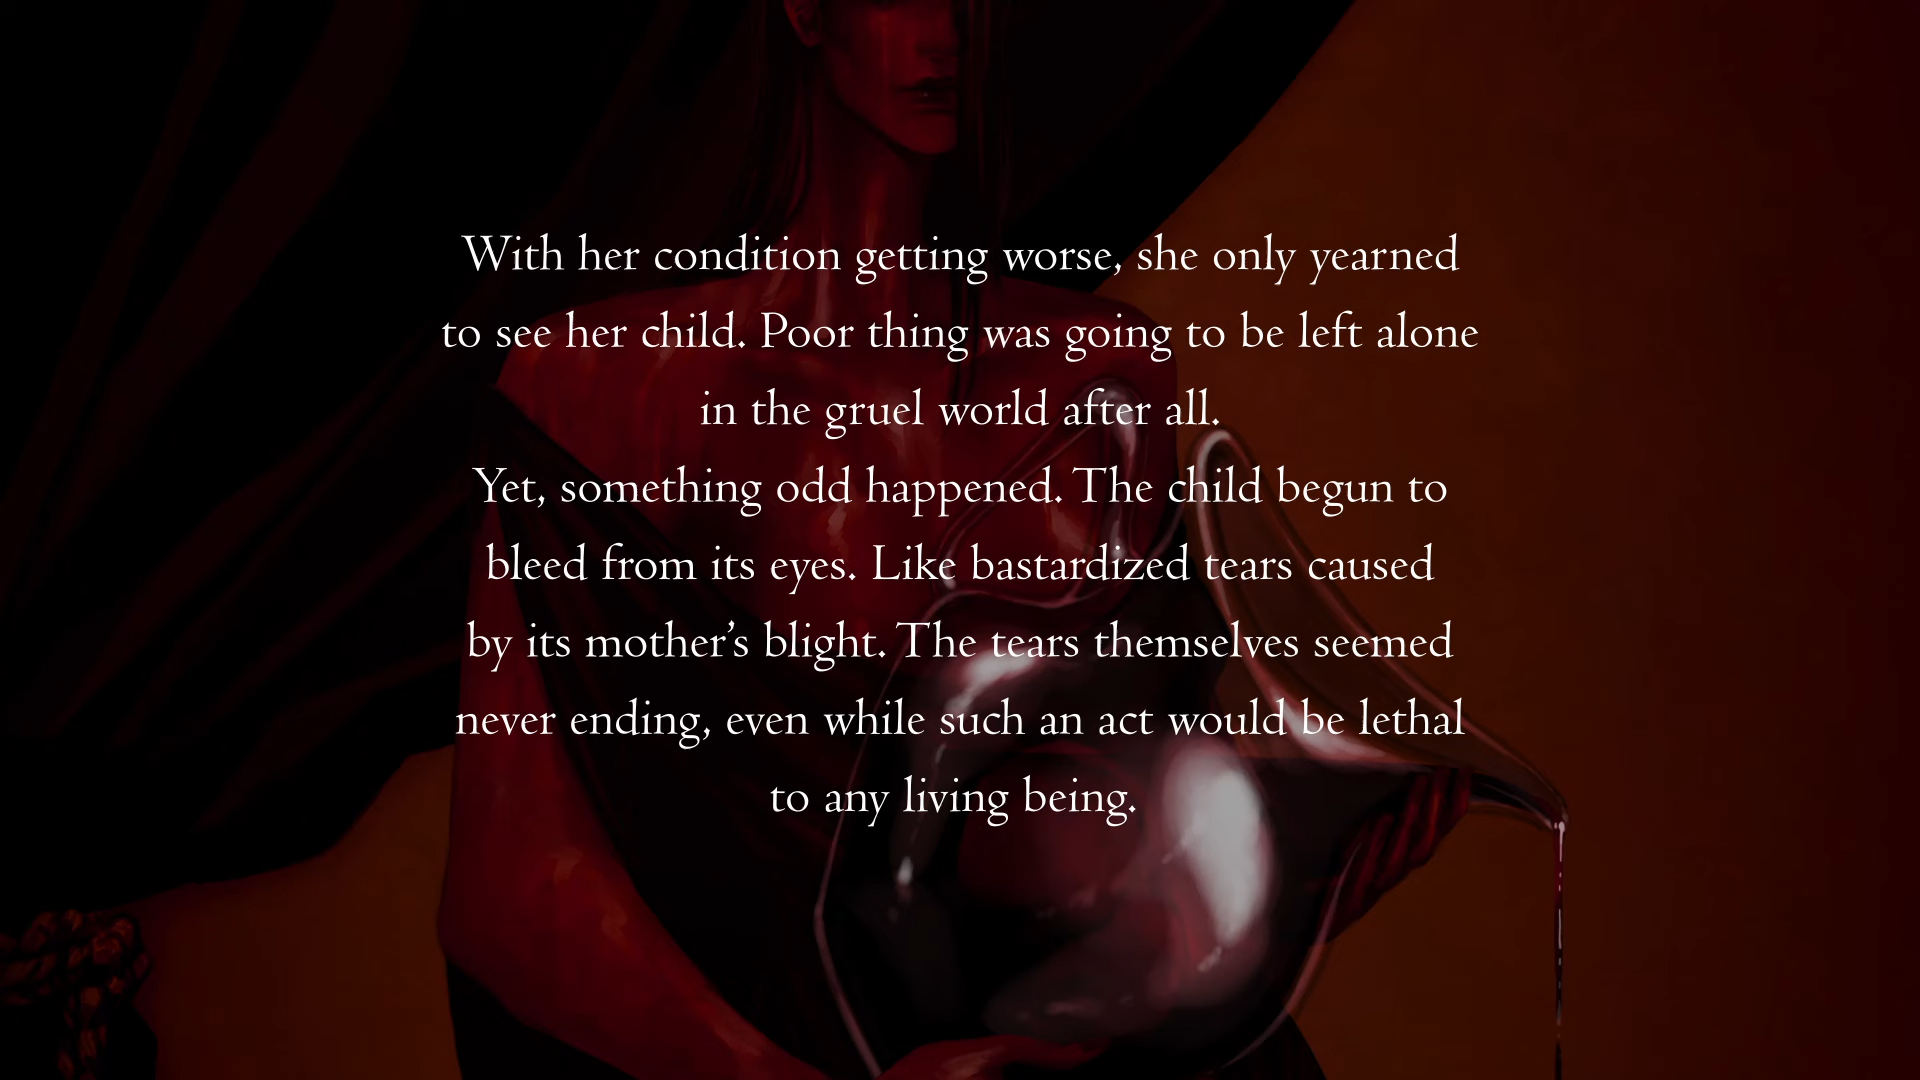 With her condition getting worse, she only yearned
to see her child. Poor thing was going to be left alone
in the gruel world after all.
Yet, something odd happened. The child begun to
bleed from its eyes. Like bastardized tears caused
by its mother’s blight. The tears themselves seemed
never ending, even while such an act would be lethal
to any living being.